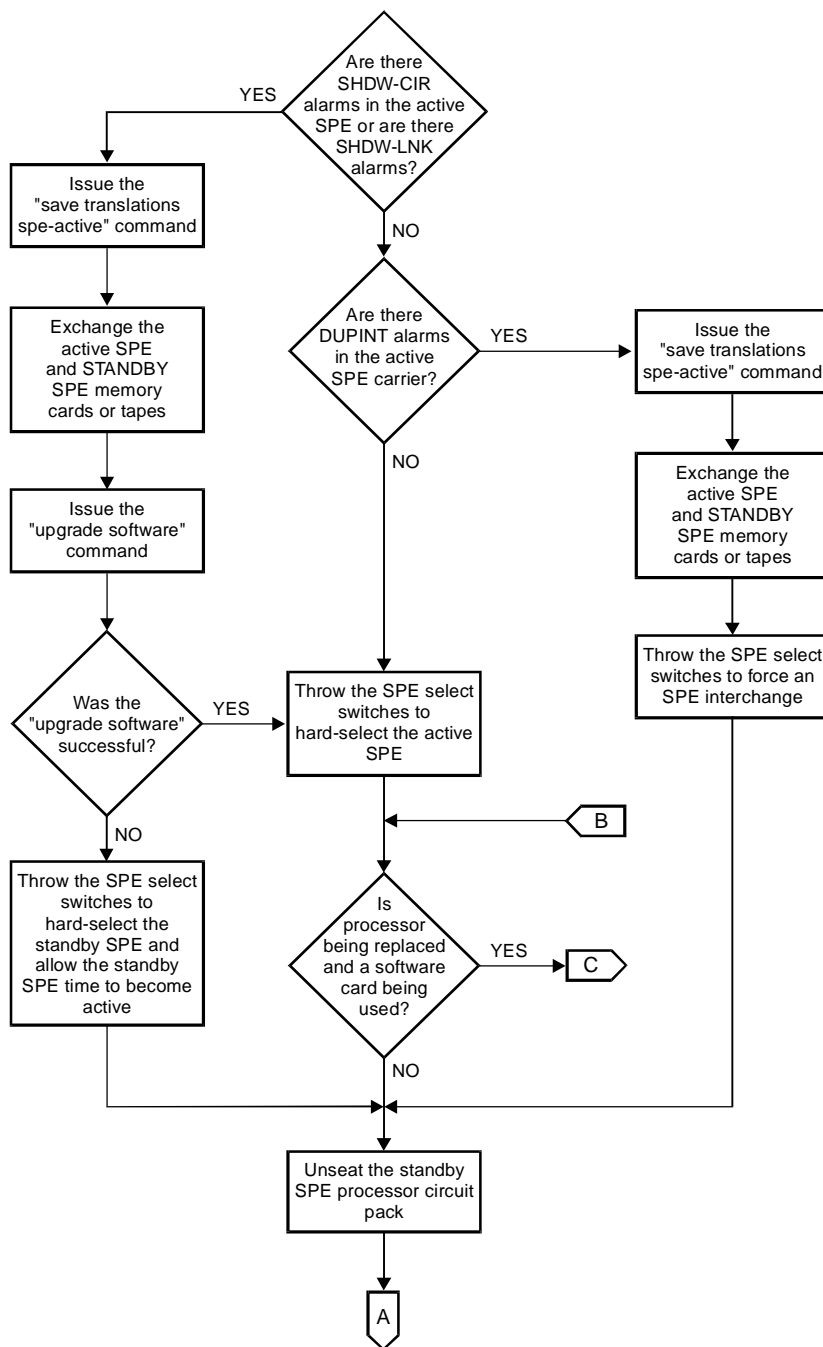 Are there
SHDW-CIR
alarms in the active
SPE or are there
SHDW-LNK
alarms?
YES
NO
Issue the
"save translations
spe-active" command
Exchange the
active SPE
and STANDBY
SPE memory
cards or tapes
Issue the
"upgrade software"
command
Was the
"upgrade software"
successful?
YES
NO
Throw the SPE select
switches to
hard-select the
standby SPE and
allow the standby
SPE time to become
active
Are there
DUPINT alarms
in the active
SPE carrier?
YES
NO
Issue the
"save translations
spe-active" command
Exchange the
active SPE
and STANDBY
SPE memory
cards or tapes
Throw the SPE select
switches to force an
SPE interchange
Throw the SPE select
switches to
hard-select the active
SPE
B
Is
processor
being replaced
and a software
card being
used?
YES
C
NO
Unseat the standby
SPE processor circuit
pack
A